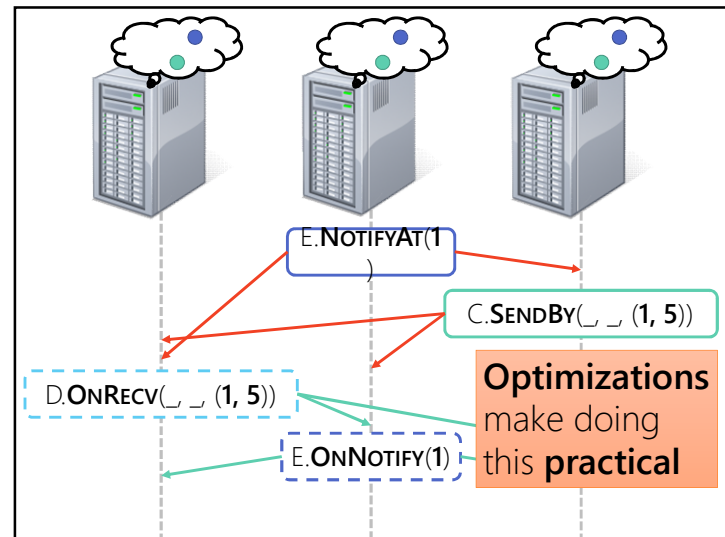 E.NOTIFYAT(1
)
C.SENDBY(_, _, (1, 5))
D.ONRECV(_, _, (1, 5))
Optimizations
make doing
this practical
E.ONNOTIFY(1)